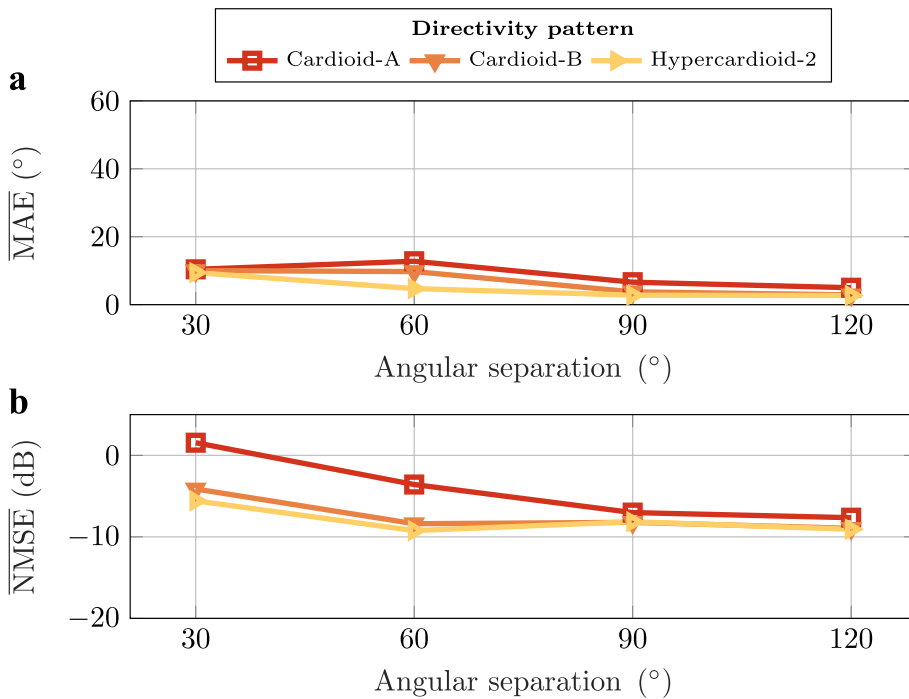 Directivity pattern
Cardioid-A Cardioid-B Hypercardioid-2
a
60
40
20
0
MAE (°)
30 60 90 120
Angular separation (°)
b
0
−10
−20
NMSE (dB)
30 60 90 120
Angular separation (°)